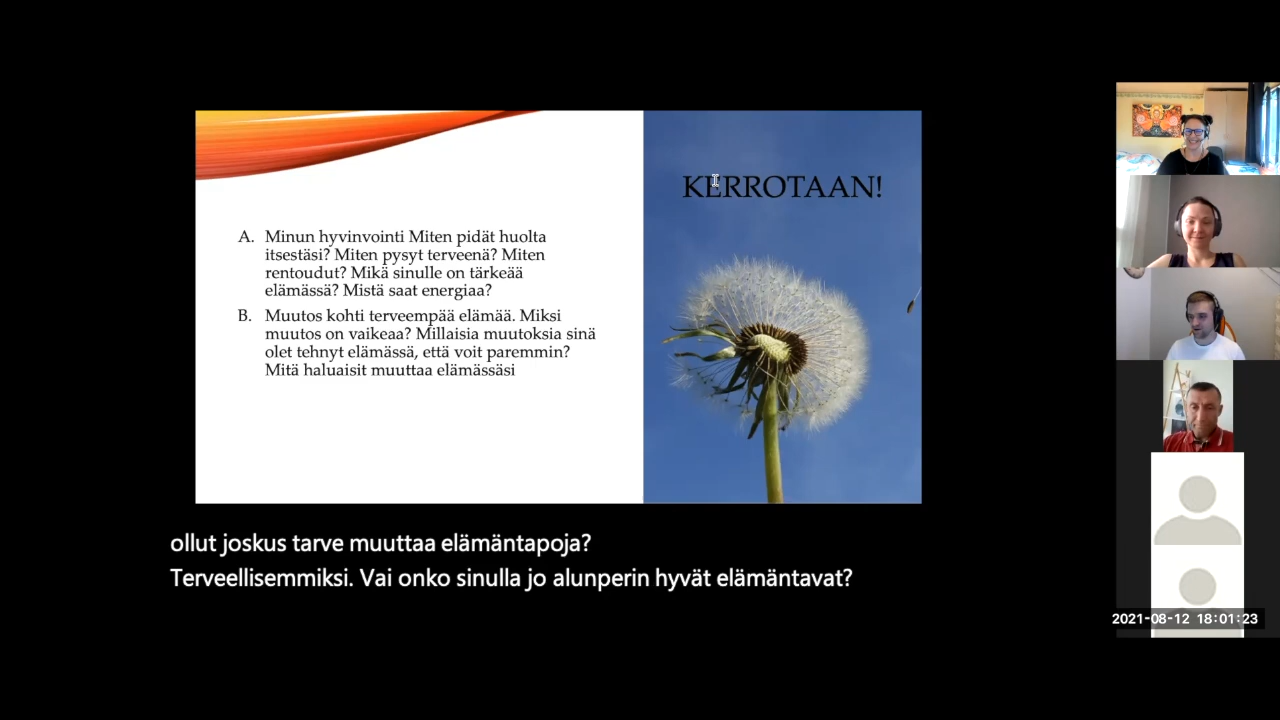 KERROTAAN!
A. Minun hyvinvointi Miten pidät huolta
itsestäsi? Miten pysyt terveenä? Miten
rentoudut? Mikä sinulle on tärkeää
elämässä? Mistä saat energiaa?
B. Muutos kohti terveempää elämää. Miksi
muutos on vaikeaa? Millaisia muutoksia sinä
olet tehnyt elämässä, että voit paremmin?
Mitä haluaisit muuttaa elämässäsi
ollut joskus tarve muuttaa elämäntapoja?
Terveellisemmiksi. Vai onko sinulla jo alunperin hyvät elämäntavat?
2021-08-12 18:01:23